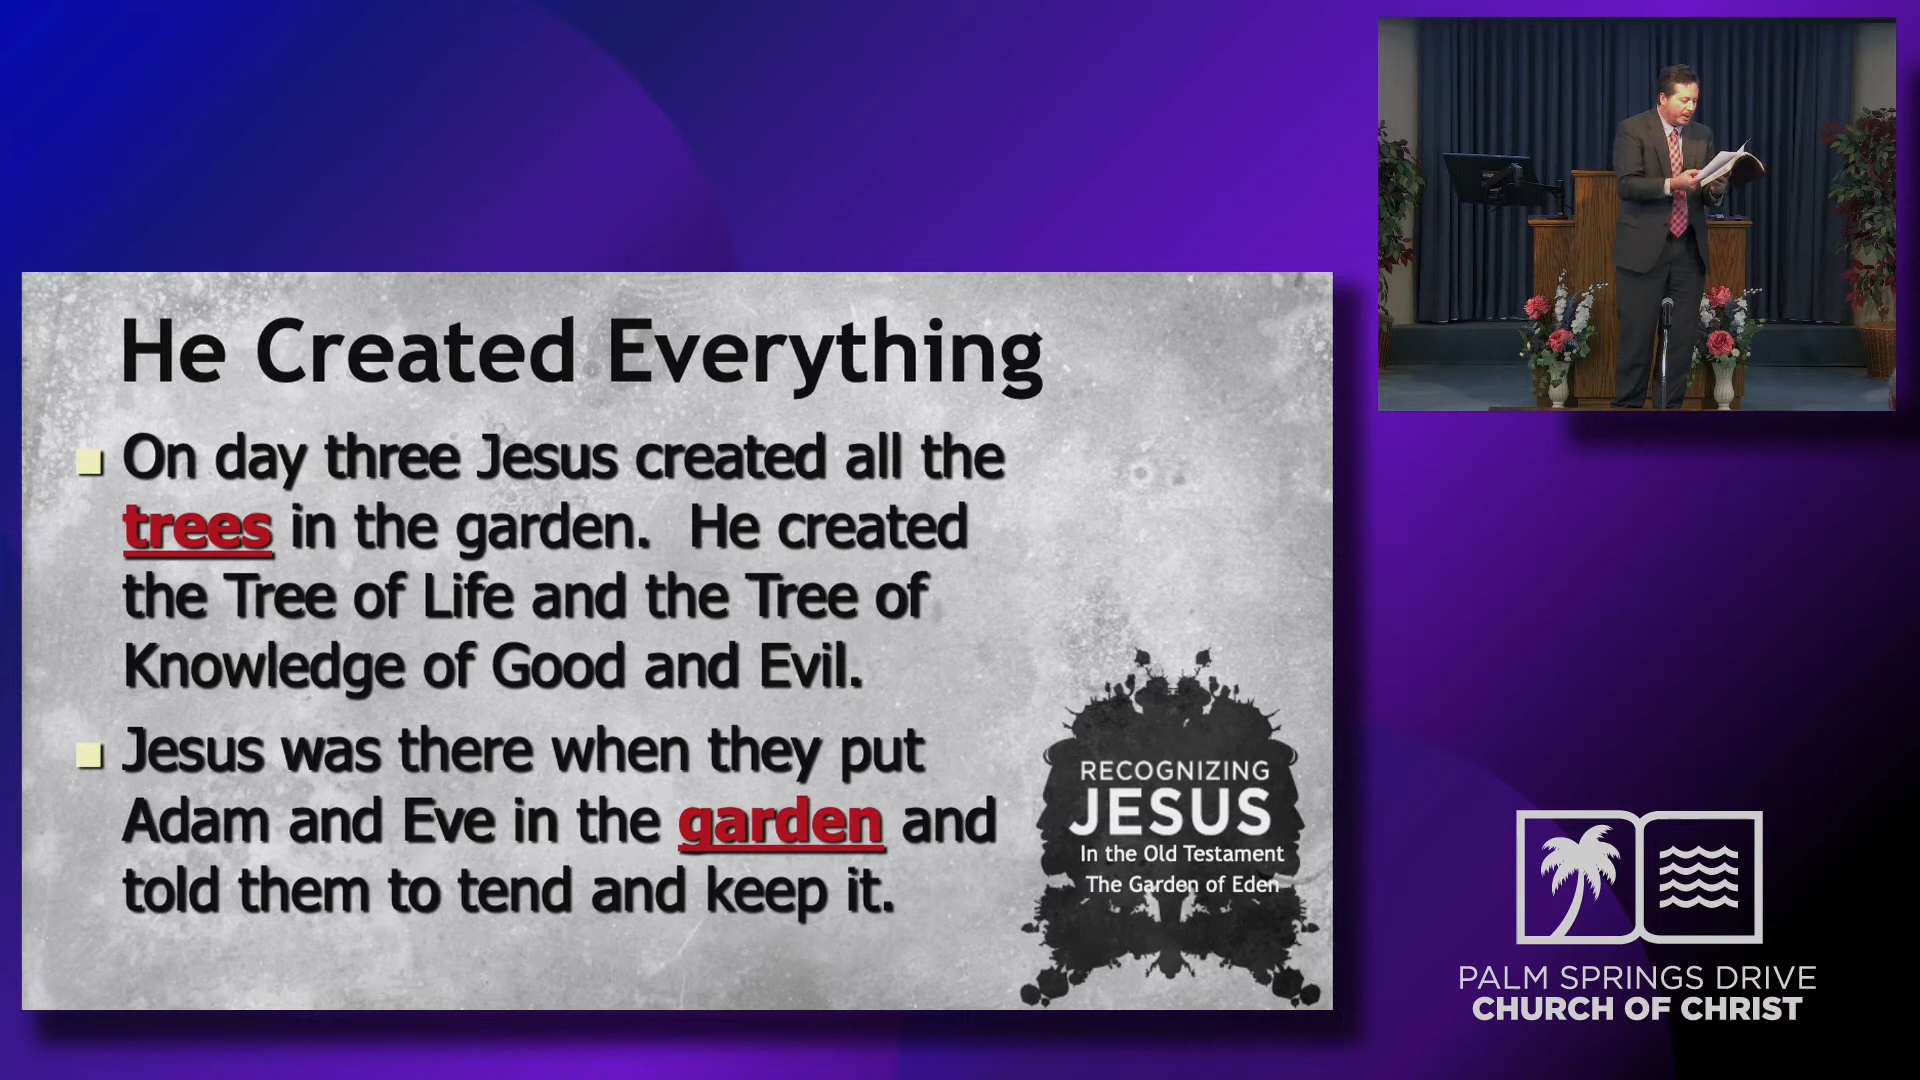 He Created Everything
On day three Jesus created all the
trees in the garden.  He created
the Tree of Life and the Tree of
Knowledge of Good and Evil.
Jesus was there when they put
Adam and Eve in the garden and
told them to tend and keep it.
RECOGNIZING
JESUS
In the Old Testament
The Garden of Eden
PALM SPRINGS DRIVE
CHURCH OF CHRIST